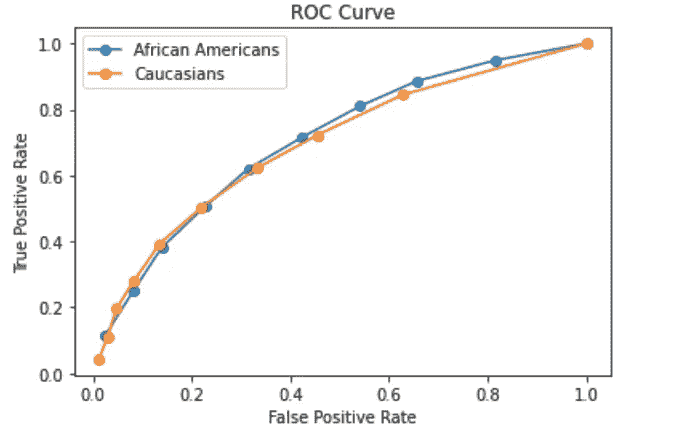 ROC Curve
African Americans
Caucasians
1.0
0.8
0.6
0.4
0.2
0.0
True Positive Rate
0.0 0.2 0.4 0.6 0.8 1.0
False Positive Rate